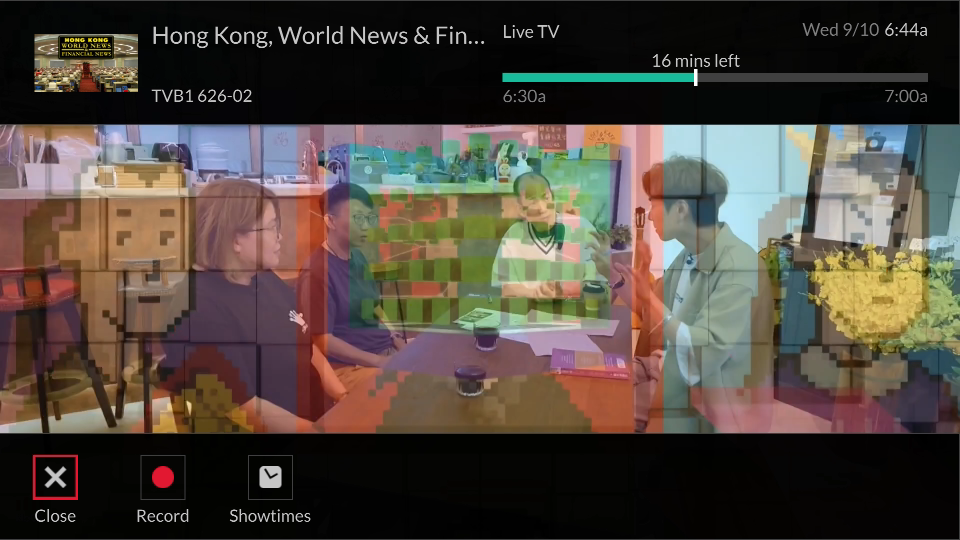 HONG KONG
WORLD NEWS
FINANCIAL NEWS
Hong Kong, World News & Fin...
TVB1 626-02
Live TV
Wed 9/10 6:44a
16 mins left
6:30a
7:00a
Close
Record
Showtimes